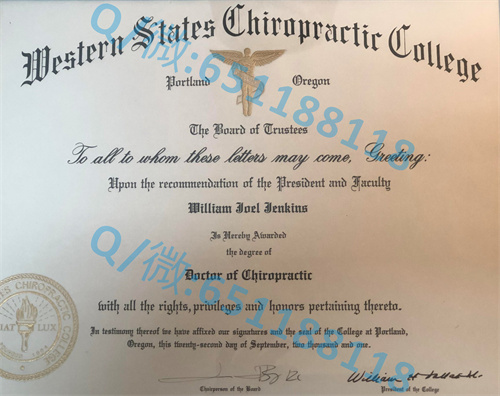 Western States Chiropractic College
Portland Oregon
The Board of Trustees
To all to whom these letters may come, Greeting:
Upon the recommendation of the President and Faculty
William Joel Jenkins
Is Hereby Awarded
the degree of
Doctor of Chiropractic
with all the rights, privileges and honors pertaining thereto.
In testimony thereof we have affixed our signatures and the seal of the College at Portland,
Oregon, this twenty-second day of September, two thousand and one.
Chairperson of the Board
President of the College
CHIROPRACTIC COLLEGE
LUX
Q/微:651188118
Q/微:651188118